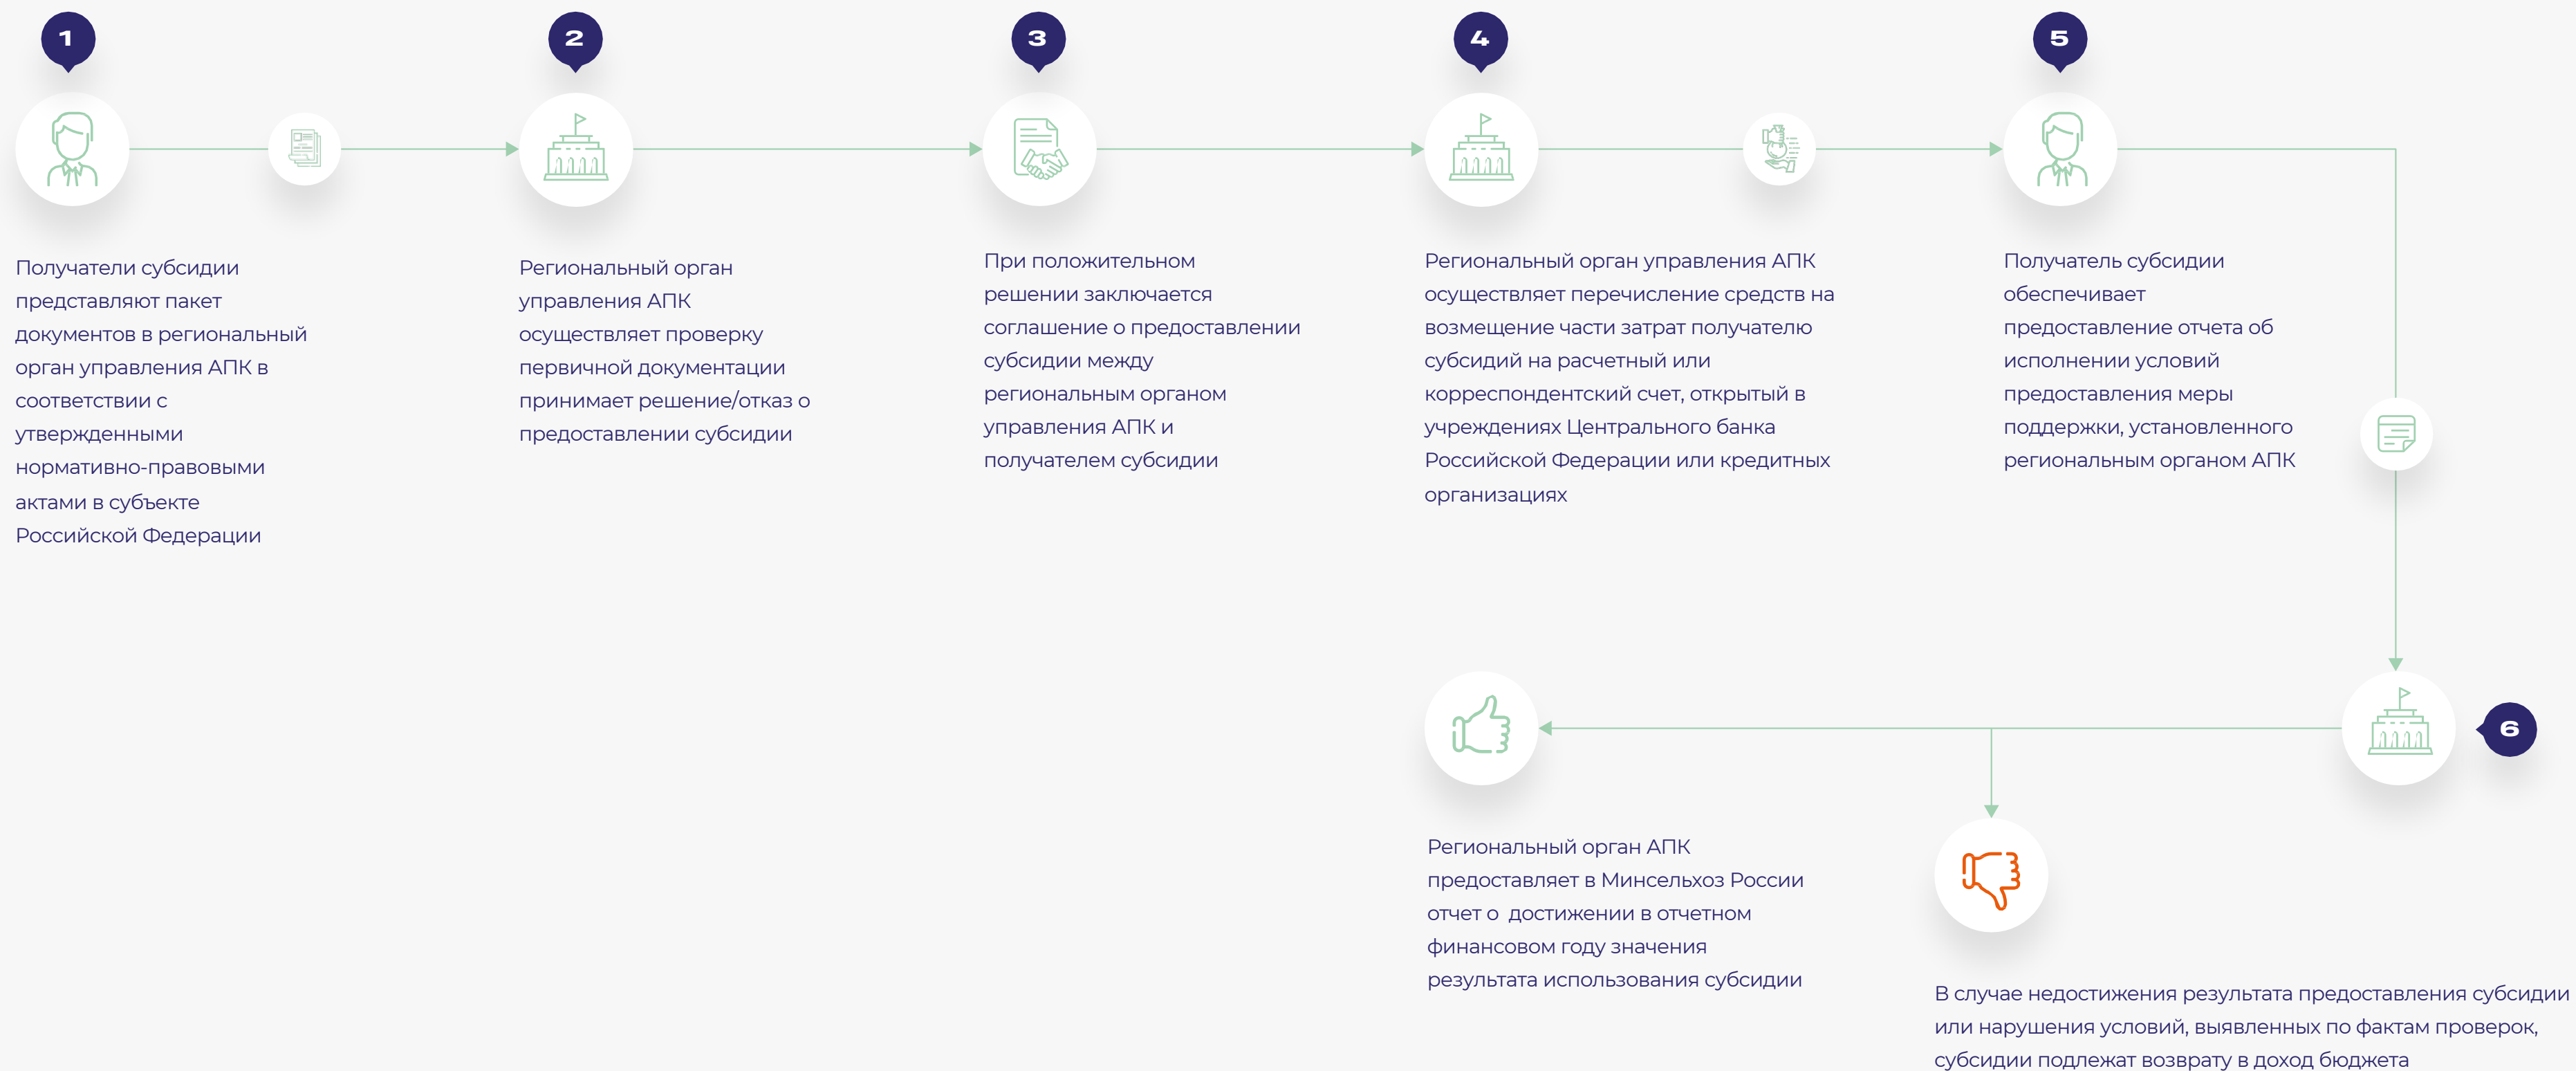 1
Получатели субсидии
представляют пакет
документов в региональный
орган управления АПК в
соответствии с
утвержденными
нормативно-правовыми
актами в субъекте
Российской Федерации
2
Региональный орган
управления АПК
осуществляет проверку
первичной документации
принимает решение/отказ о
предоставлении субсидии
3
При положительном
решении заключается
соглашение о предоставлении
субсидии между
региональным органом
управления АПК и
получателем субсидии
4
Региональный орган управления АПК
осуществляет перечисление средств на
возмещение части затрат получателю
субсидий на расчетный или
корреспондентский счет, открытый в
учреждениях Центрального банка
Российской Федерации или кредитных
организациях
5
Получатель субсидии
обеспечивает
предоставление отчета об
исполнении условий
предоставления меры
поддержки, установленного
региональным органом АПК
6
Региональный орган АПК
предоставляет в Минсельхоз России
отчет о  достижении в отчетном
финансовом году значения
результата использования субсидии
В случае недостижения результата предоставления субсидии
или нарушения условий, выявленных по фактам проверок,
субсидии подлежат возврату в доход бюджета